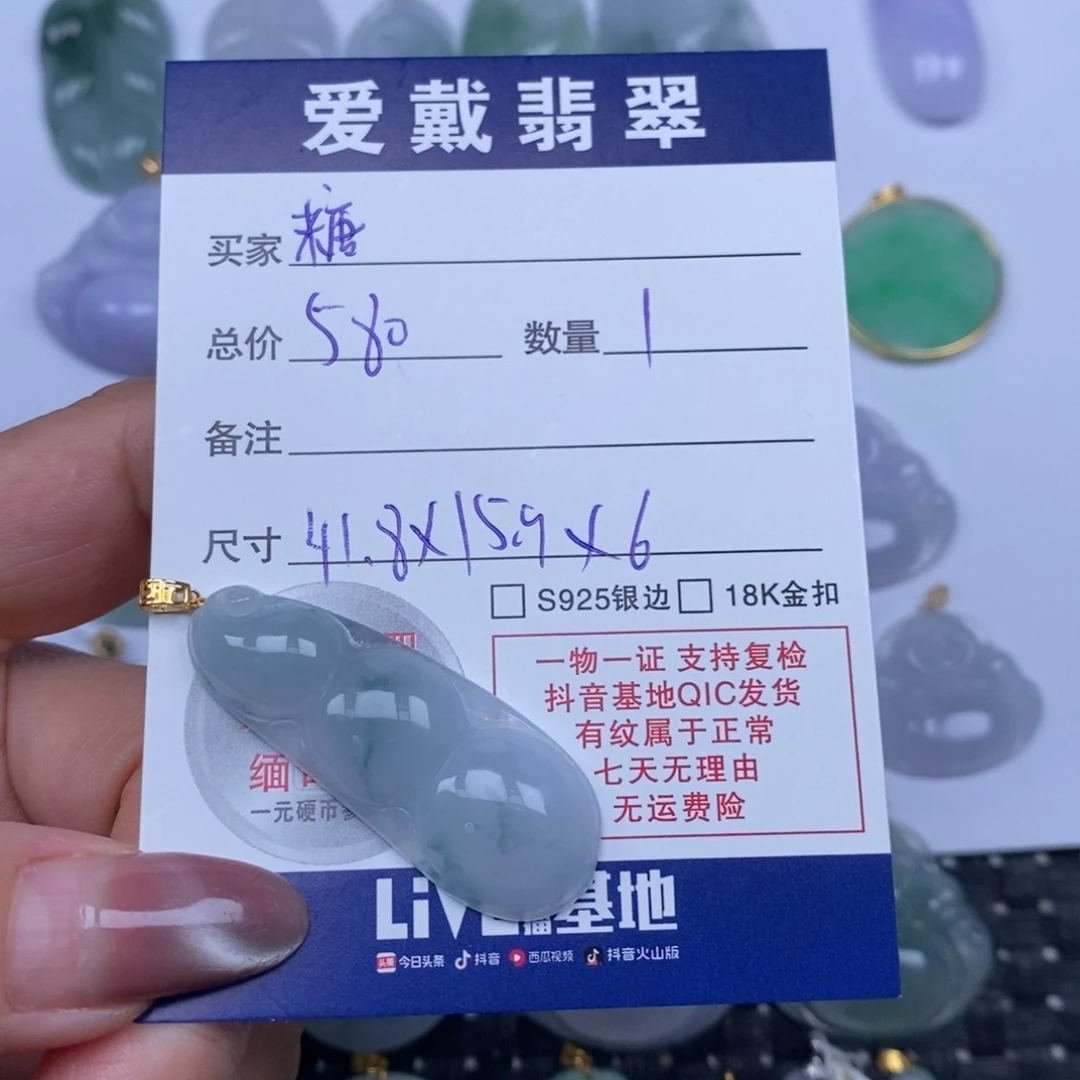 爱戴翡翠
买家 糖
总价 580 数量 1
备注
尺寸 41.8X15.9X6
S925银边 18K金扣
一物一证 支持复检
抖音基地QIC发货
有纹属于正常
七天无理由
无运费险
缅
一元硬币参
LiVE 基地
头条 今日头条 抖音 西瓜视频 抖音火山版